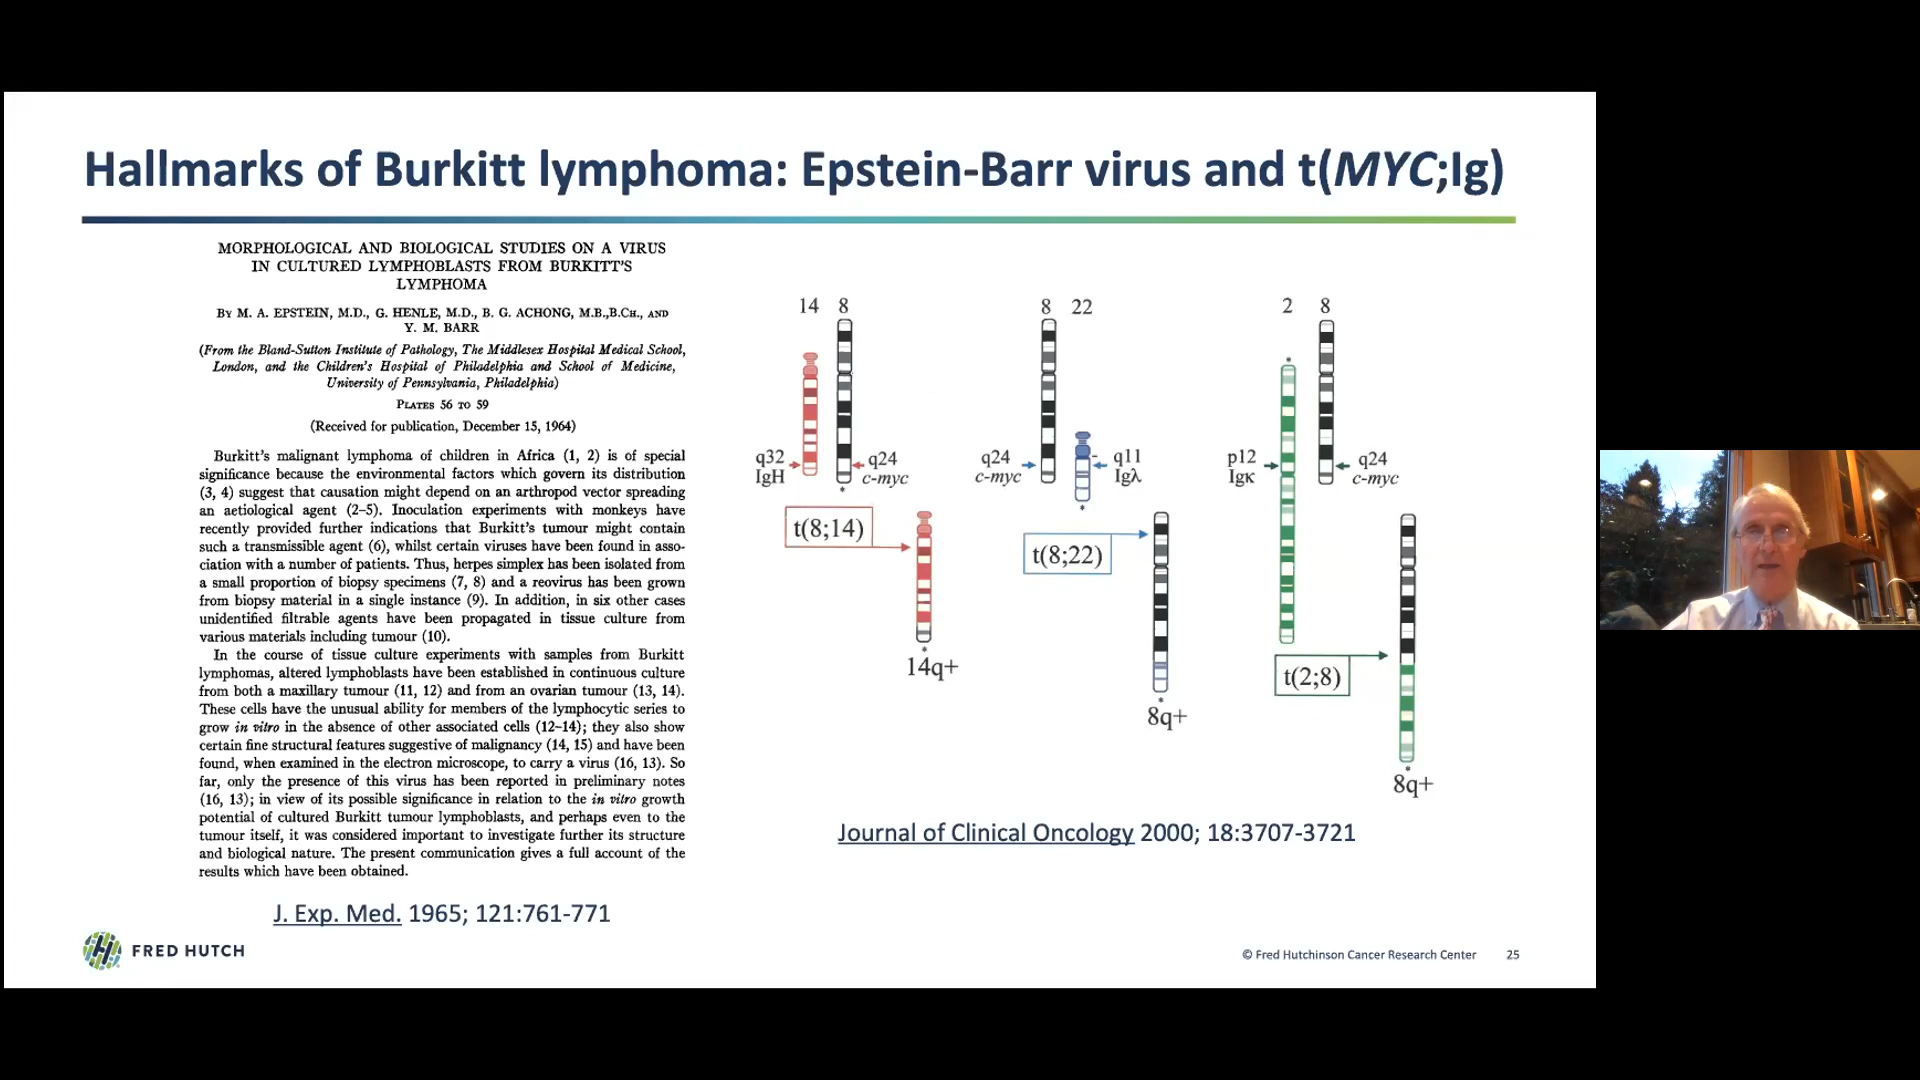 Hallmarks of Burkitt lymphoma: Epstein-Barr virus and t(MYC;Ig)
MORPHOLOGICAL AND BIOLOGICAL STUDIES ON A VIRUS
IN CULTURED LYMPHOBLASTS FROM BURKITT'S
LYMPHOMA
BY M. A. EPSTEIN, M.D., G. HENLE, M.D., B. G. ACHONG, M.B.,B.CH., AND
Y. M. BARR
(From the Bland-Sutton Institute of Pathology, The Middlesex Hospital Medical School,
London, and the Children's Hospital of Philadelphia and School of Medicine,
University of Pennsylvania, Philadelphia)
PLATES 56 TO 59
(Received for publication, December 15, 1964)
Burkitt's malignant lymphoma of children in Africa (1, 2) is of special
significance because the environmental factors which govern its distribution
(3, 4) suggest that causation might depend on an arthropod vector spreading
an aetiological agent (2–5). Inoculation experiments with monkeys have
recently provided further indications that Burkitt's tumour might contain
such a transmissible agent (6), whilst certain viruses have been found in asso-
ciation with a number of patients. Thus, herpes simplex has been isolated from
a small proportion of biopsy specimens (7, 8) and a reovirus has been grown
from biopsy material in a single instance (9). In addition, in six other cases
unidentified filtrable agents have been propagated in tissue culture from
various materials including tumour (10).
In the course of tissue culture experiments with samples from Burkitt
lymphomas, altered lymphoblasts have been established in continuous culture
from both a maxillary tumour (11, 12) and from an ovarian tumour (13, 14).
These cells have the unusual ability for members of the lymphocytic series to
grow in vitro in the absence of other associated cells (12–14); they also show
certain fine structural features suggestive of malignancy (14, 15) and have been
found, when examined in the electron microscope, to carry a virus (16, 13). So
far, only the presence of this virus has been reported in preliminary notes
(16, 13); in view of its possible significance in relation to the in vitro growth
potential of cultured Burkitt tumour lymphoblasts, and perhaps even to the
tumour itself, it was considered important to investigate further its structure
and biological nature. The present communication gives a full account of the
results which have been obtained.
J. Exp. Med. 1965; 121:761-771
14 8
q32
IgH
q24
c-myc
t(8;14)
14q+
8 22
q24
c-myc
q11
Igλ
t(8;22)
8q+
2 8
p12
Igκ
q24
c-myc
t(2;8)
8q+
Journal of Clinical Oncology 2000; 18:3707-3721
FRED HUTCH
© Fred Hutchinson Cancer Research Center 25